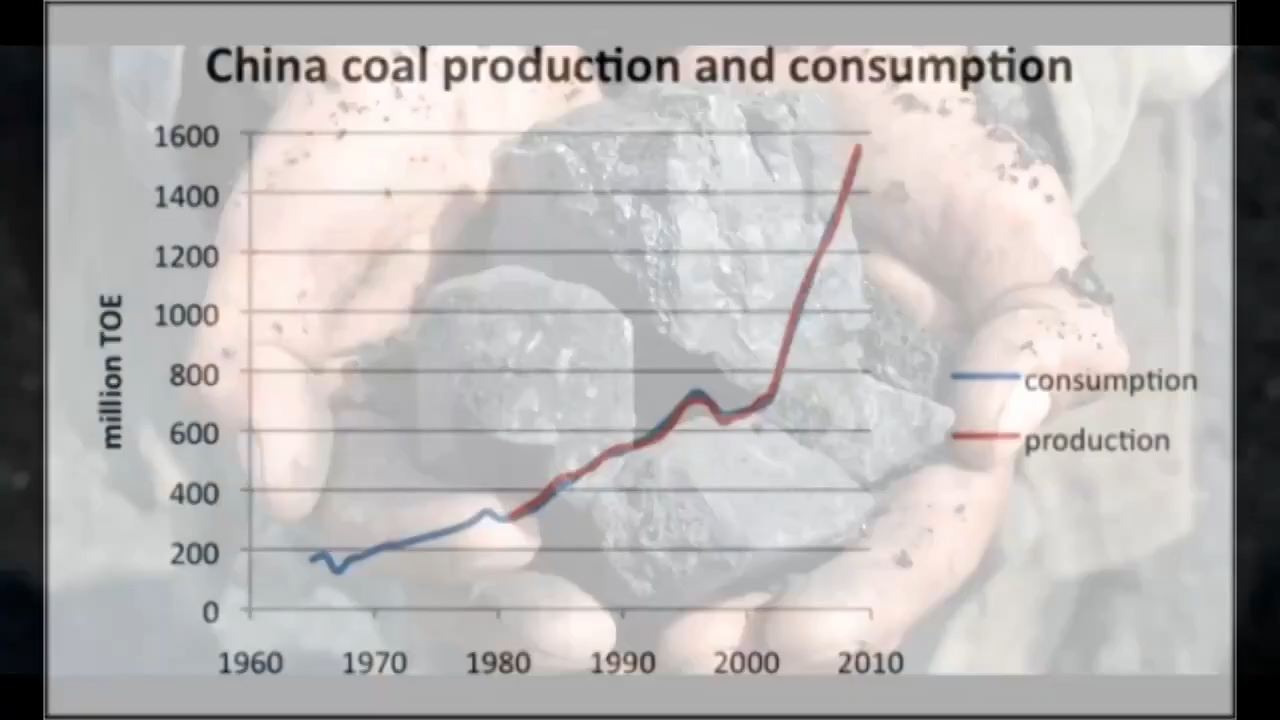 China coal production and consumption
1600
1400
1200
1000
800
600
400
200
0
million TOE
1960 1970 1980 1990 2000 2010
consumption
production